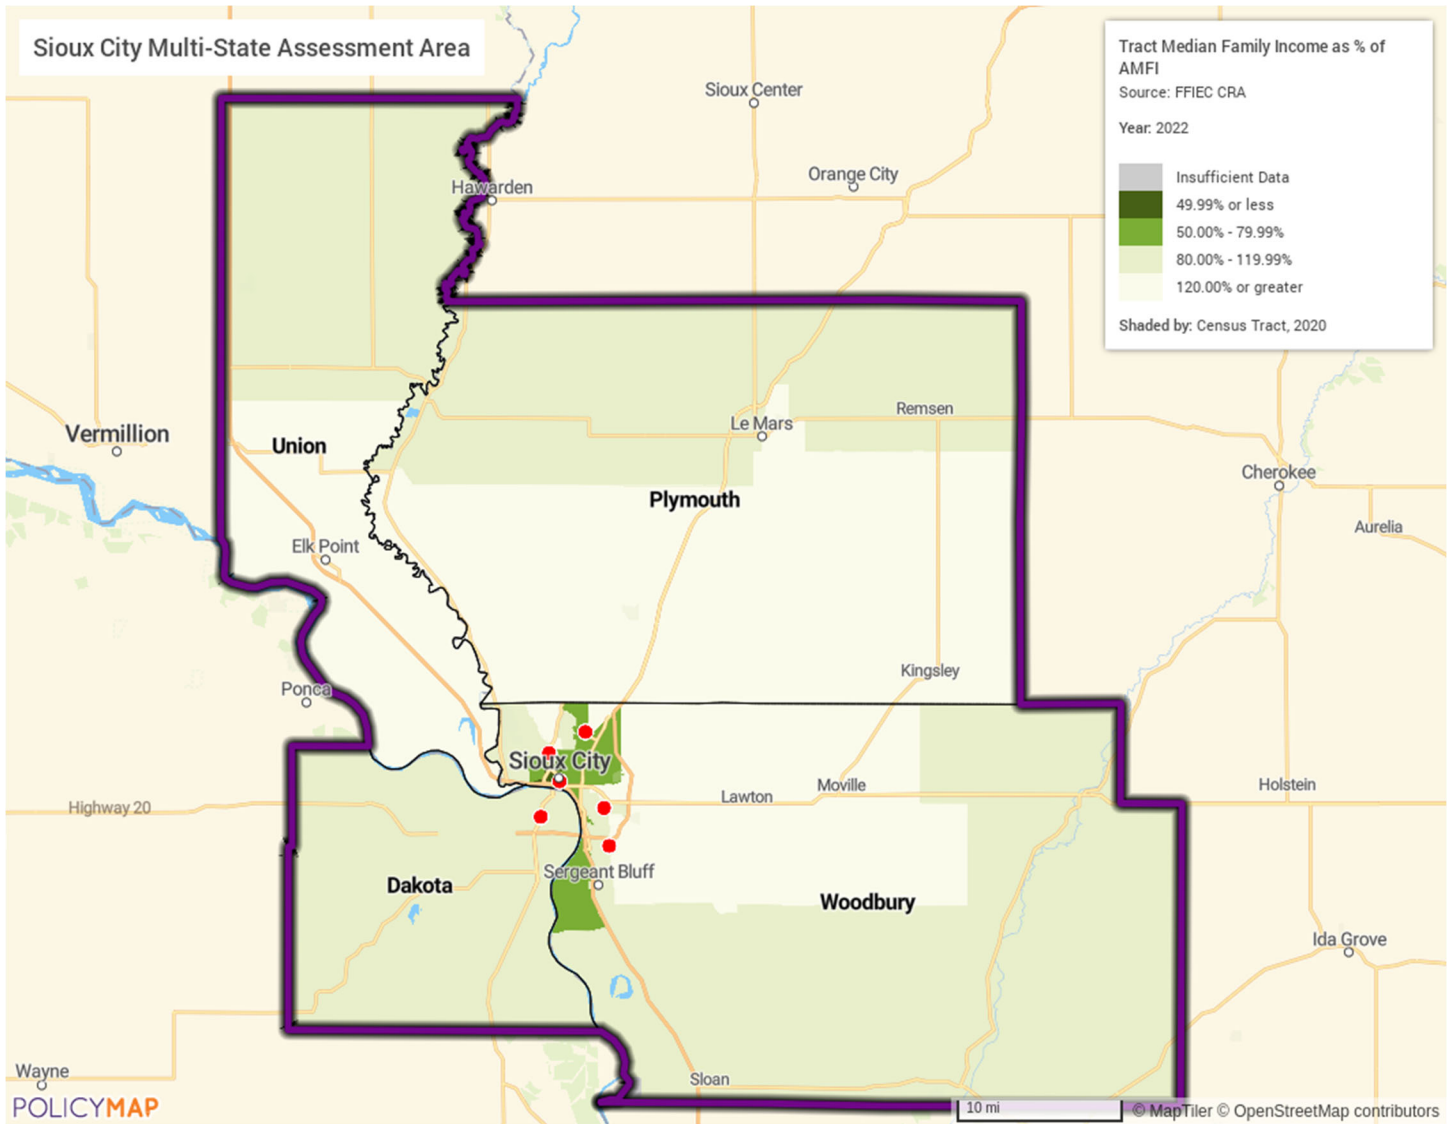 Sioux City Multi-State Assessment Area
Tract Median Family Income as % of
AMFI
Source: FFIEC CRA
Year: 2022
Insufficient Data
49.99% or less
50.00% - 79.99%
80.00% - 119.99%
120.00% or greater
Shaded by: Census Tract, 2020
Sioux Center
Orange City
Hawarden
Remsen
Le Mars
Vermillion
Union
Cherokee
Plymouth
Aurelia
Elk Point
Kingsley
Ponca
Sioux City
Moville
Holstein
Lawton
Highway 20
Sergeant Bluff
Dakota
Woodbury
Ida Grove
Wayne
Sloan
POLICYMAP
10 mi
© MapTiler © OpenStreetMap contributors